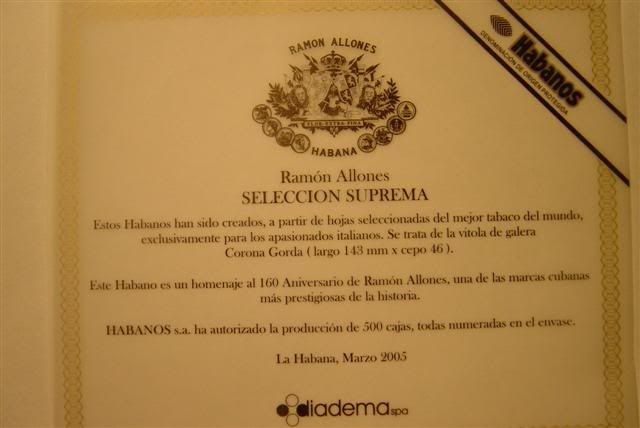 RAMON ALLONES
FLOR-EXTRA-FINA
HABANA
Habanos
DENOMINACIÓN DE ORIGEN PROTEGIDA
Ramón Allones
SELECCION SUPREMA
Estos Habanos han sido creados, a partir de hojas seleccionadas del mejor tabaco del mundo,
exclusivamente para los apasionados italianos. Se trata de la vitola de galera
Corona Gorda ( largo 143 mm x cepo 46 ).
Este Habano es un homenaje al 160 Aniversario de Ramón Allones, una de las marcas cubanas
más prestigiosas de la historia.
HABANOS s.a. ha autorizado la producción de 500 cajas, todas numeradas en el envase.
La Habana, Marzo 2005
diadema spa